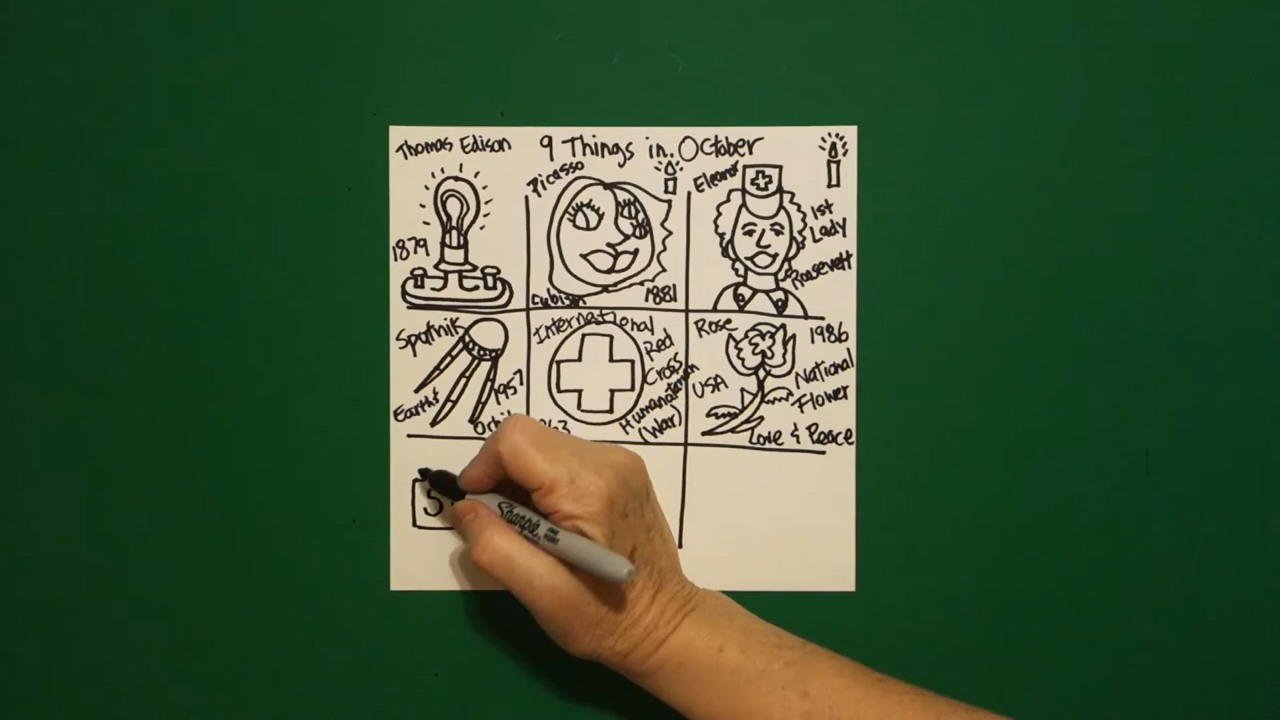 9 Things in October
Thomas Edison
1879
Picasso
Cubism
1881
Eleanor
1st
Lady
Roosevelt
Sputnik
Earth's
1957
International
Red
Cross
Humanitarian
(War)
Rose
1986
USA
National
Flower
Love & Peace
S
Sharpie